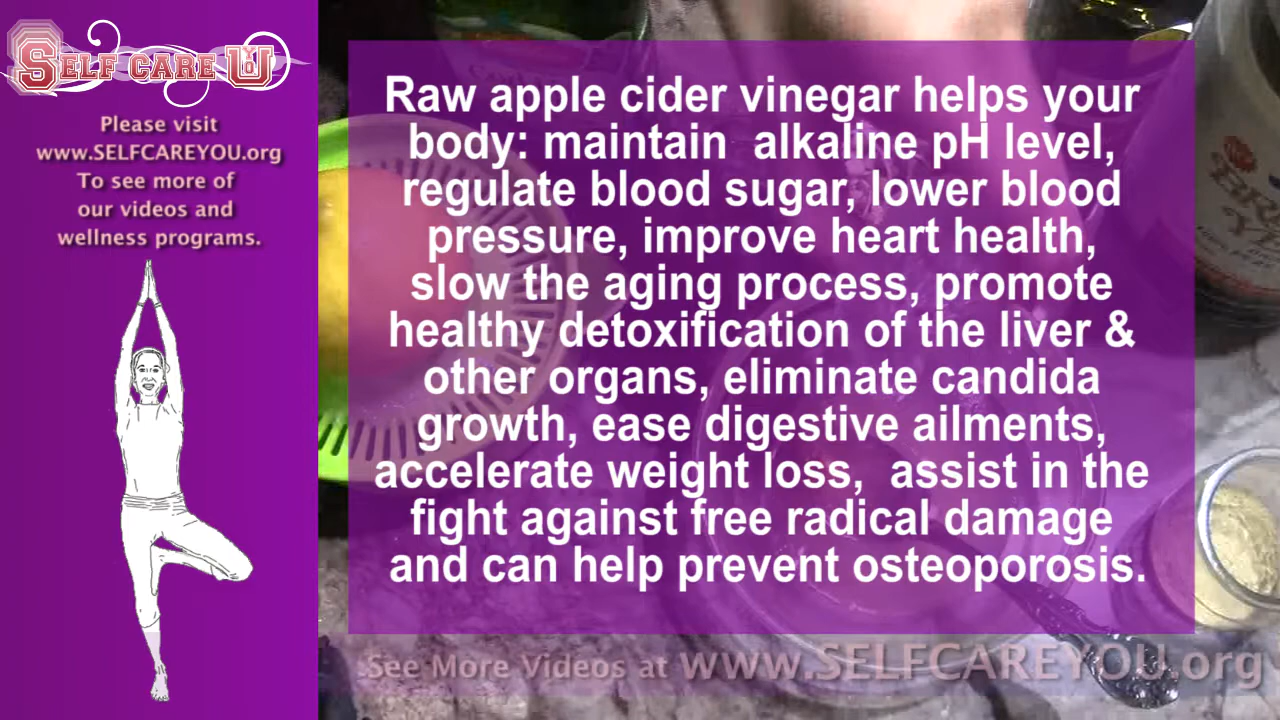 SELF CARE YOU
Please visit
www.SELFCAREYOU.org
To see more of
our videos and
wellness programs.
Raw apple cider vinegar helps your
body: maintain alkaline pH level,
regulate blood sugar, lower blood
pressure, improve heart health,
slow the aging process, promote
healthy detoxification of the liver &
other organs, eliminate candida
growth, ease digestive ailments,
accelerate weight loss, assist in the
fight against free radical damage
and can help prevent osteoporosis.
See More Videos at www.SELFCAREYOU.org